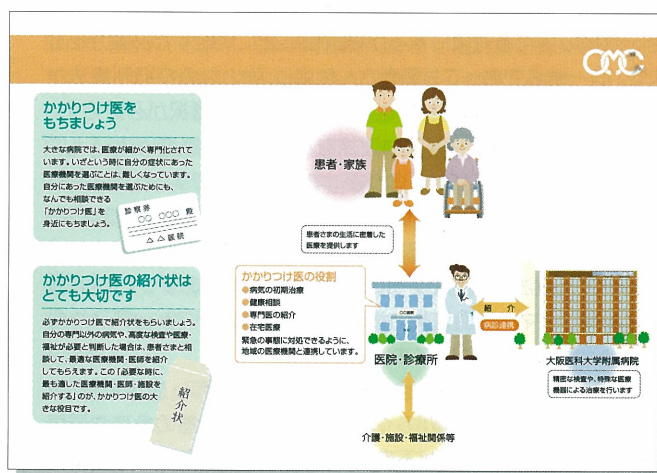 OMC
かかりつけ医を
もちましょう
大きな病院では、医療が細かく専門化されて
います。いざという時に自分の症状にあった
医療機関を選ぶことは、難しくなっています。
自分にあった医療機関を選ぶためにも、
なんでも相談できる
「かかりつけ医」を
身近にもちましょう。
診察券
○○ ○○○ 殿
△△医院
かかりつけ医の紹介状は
とても大切です
必ずかかりつけ医で紹介状をもらいましょう。
自分の専門以外の病気や、高度な検査や医療・
福祉が必要と判断した場合は、患者さまと相
談して、最適な医療機関・医師を紹介
してもらえます。この「必要な時に、
最も適した医療機関・医師・施設を
紹介する」のが、かかりつけ医の大
きな役目です。
紹介状
患者・家族
患者さまの生活に密着した
医療を提供します
かかりつけ医の役割
●病気の初期治療
●健康相談
●専門医の紹介
●在宅医療
緊急の事態に対処できるように、
地域の医療機関と連携しています。
医院・診療所
紹介
病診連携
大阪医科大学附属病院
精密な検査や、特殊な医療
機器による治療を行います
介護・施設・福祉関係等